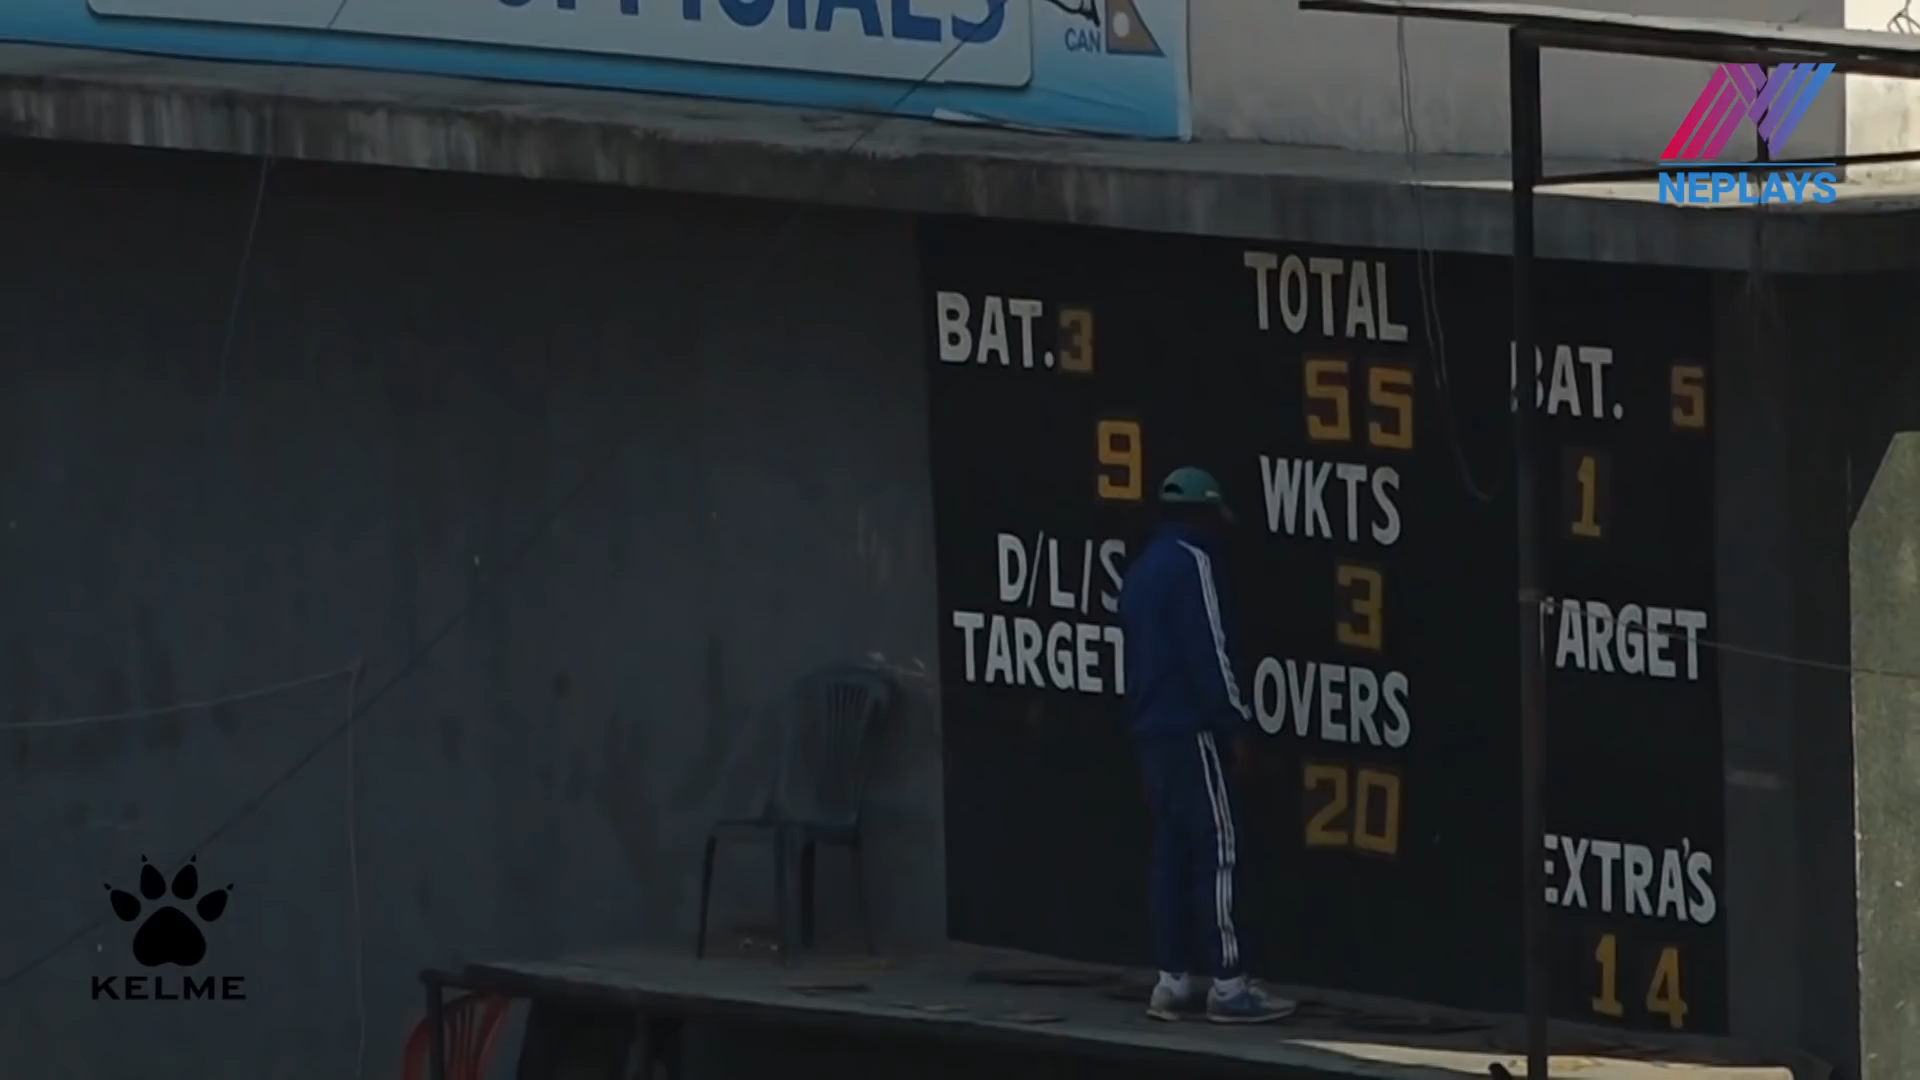 OFFICIALS
CAN
NEPLAYS
BAT. 3
9
D/L/S
TARGET
TOTAL
55
WKTS
3
OVERS
20
BAT. 5
1
TARGET
EXTRA'S
14
KELME